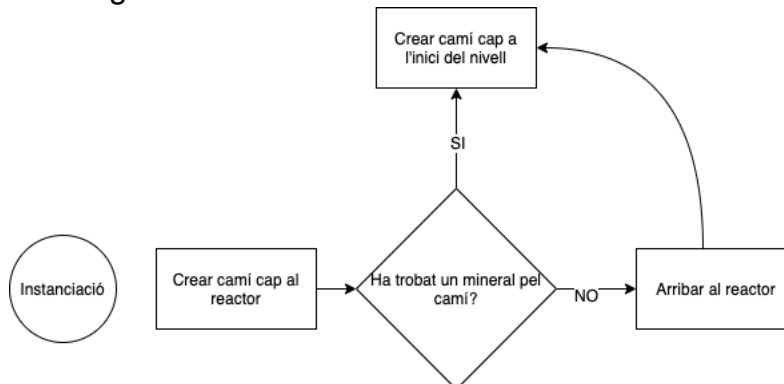 Crear camí cap a
l'inici del nivell
SI
Instanciació
Crear camí cap al
reactor
Ha trobat un mineral pel
camí?
NO
Arribar al reactor